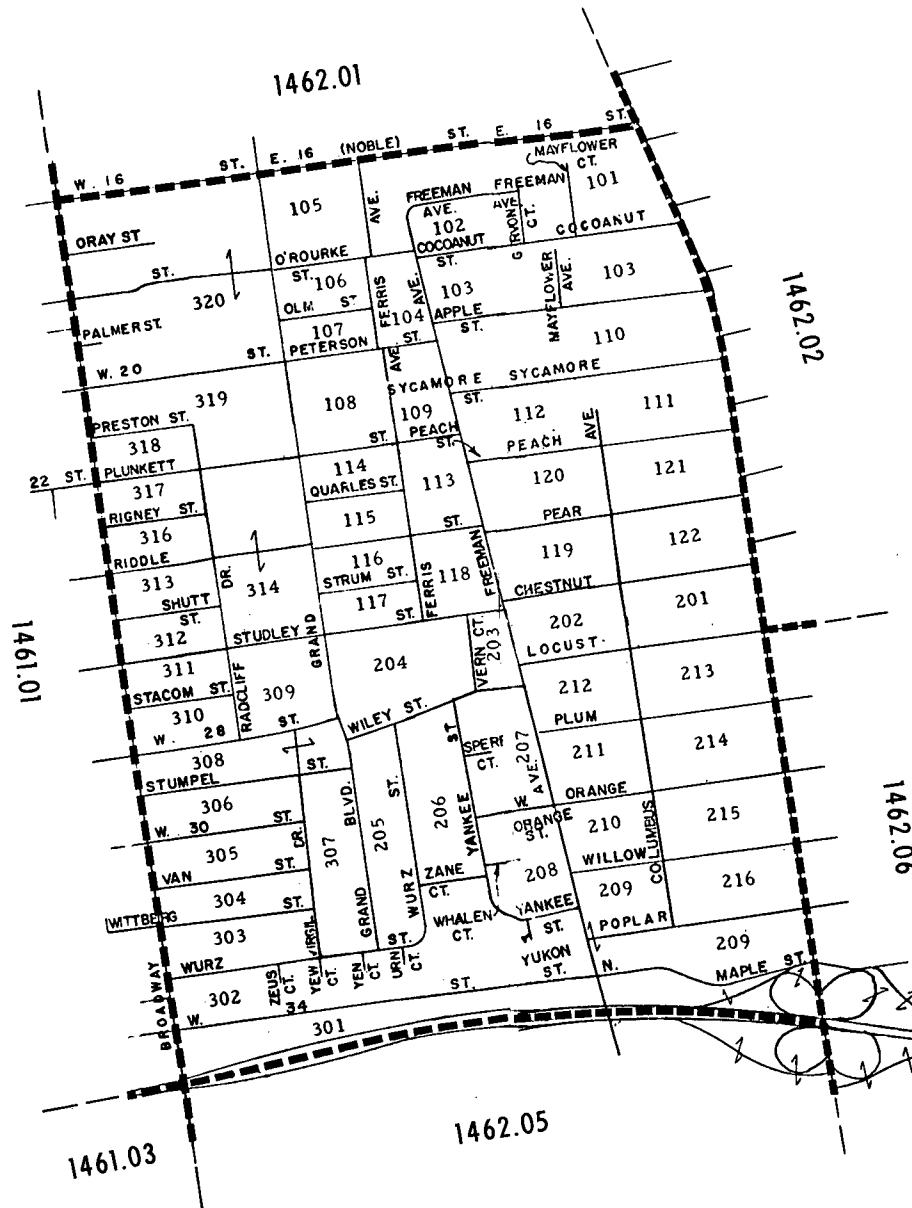 1462.01
W. 16 ST. E. 16 (NOBLE) ST. E. 16 ST.
MAYFLOWER CT.
101
FREEMAN AVE.
FREEMAN AVE.
102
105
AVE.
ORAY ST
O'ROURKE ST.
COCOANUT ST.
COCOANUT
CT.
ST.
106
OLM ST
FERRIS
104
AVE.
103
MAYFLOWER AVE.
103
320
107
APPLE ST.
110
1462.02
PALMER ST.
W. 20 ST. PETERSON ST.
AVE.
319
108
SYCAMORE ST.
SYCAMORE
109
112
111
PRESTON ST.
ST. PEACH ST.
PEACH
AVE.
318
22 ST. PLUNKETT
114
QUARLES ST.
113
120
121
317
RIGNEY ST.
115
ST.
PEAR
316
RIDDLE
116
STRUM ST.
118
FREEMAN
119
122
313
SHUTT ST.
DR.
314
117
ST.
FERRIS
CHESTNUT
202
201
312
STUDLEY
GRAND
VERN CT.
203
LOCUST
1461.01
311
STACOM ST.
RADCLIFF
309
204
212
213
310
W. 28 ST.
WILEY ST.
PLUM
308
STUMPEL ST.
ST
SPERI CT.
207
211
214
306
W. 30 ST.
BLVD.
205
ST.
206
YANKEE
AVE.
W. ORANGE ST.
ORANGE
210
215
1462.06
305
VAN ST.
DR.
307
ZANE CT.
208
WILLOW
COLUMBUS
304
WITTBERG ST.
VIRGIL
GRAND
WURZ
WHALEN CT.
YANKEE ST.
209
216
POPLAR
303
WURZ ST.
BROADWAY
302
ZEUS CT.
YEW CT.
YEN CT.
URN CT.
YUKON ST.
N.
209
MAPLE ST.
W. 34 ST.
301
1461.03
1462.05